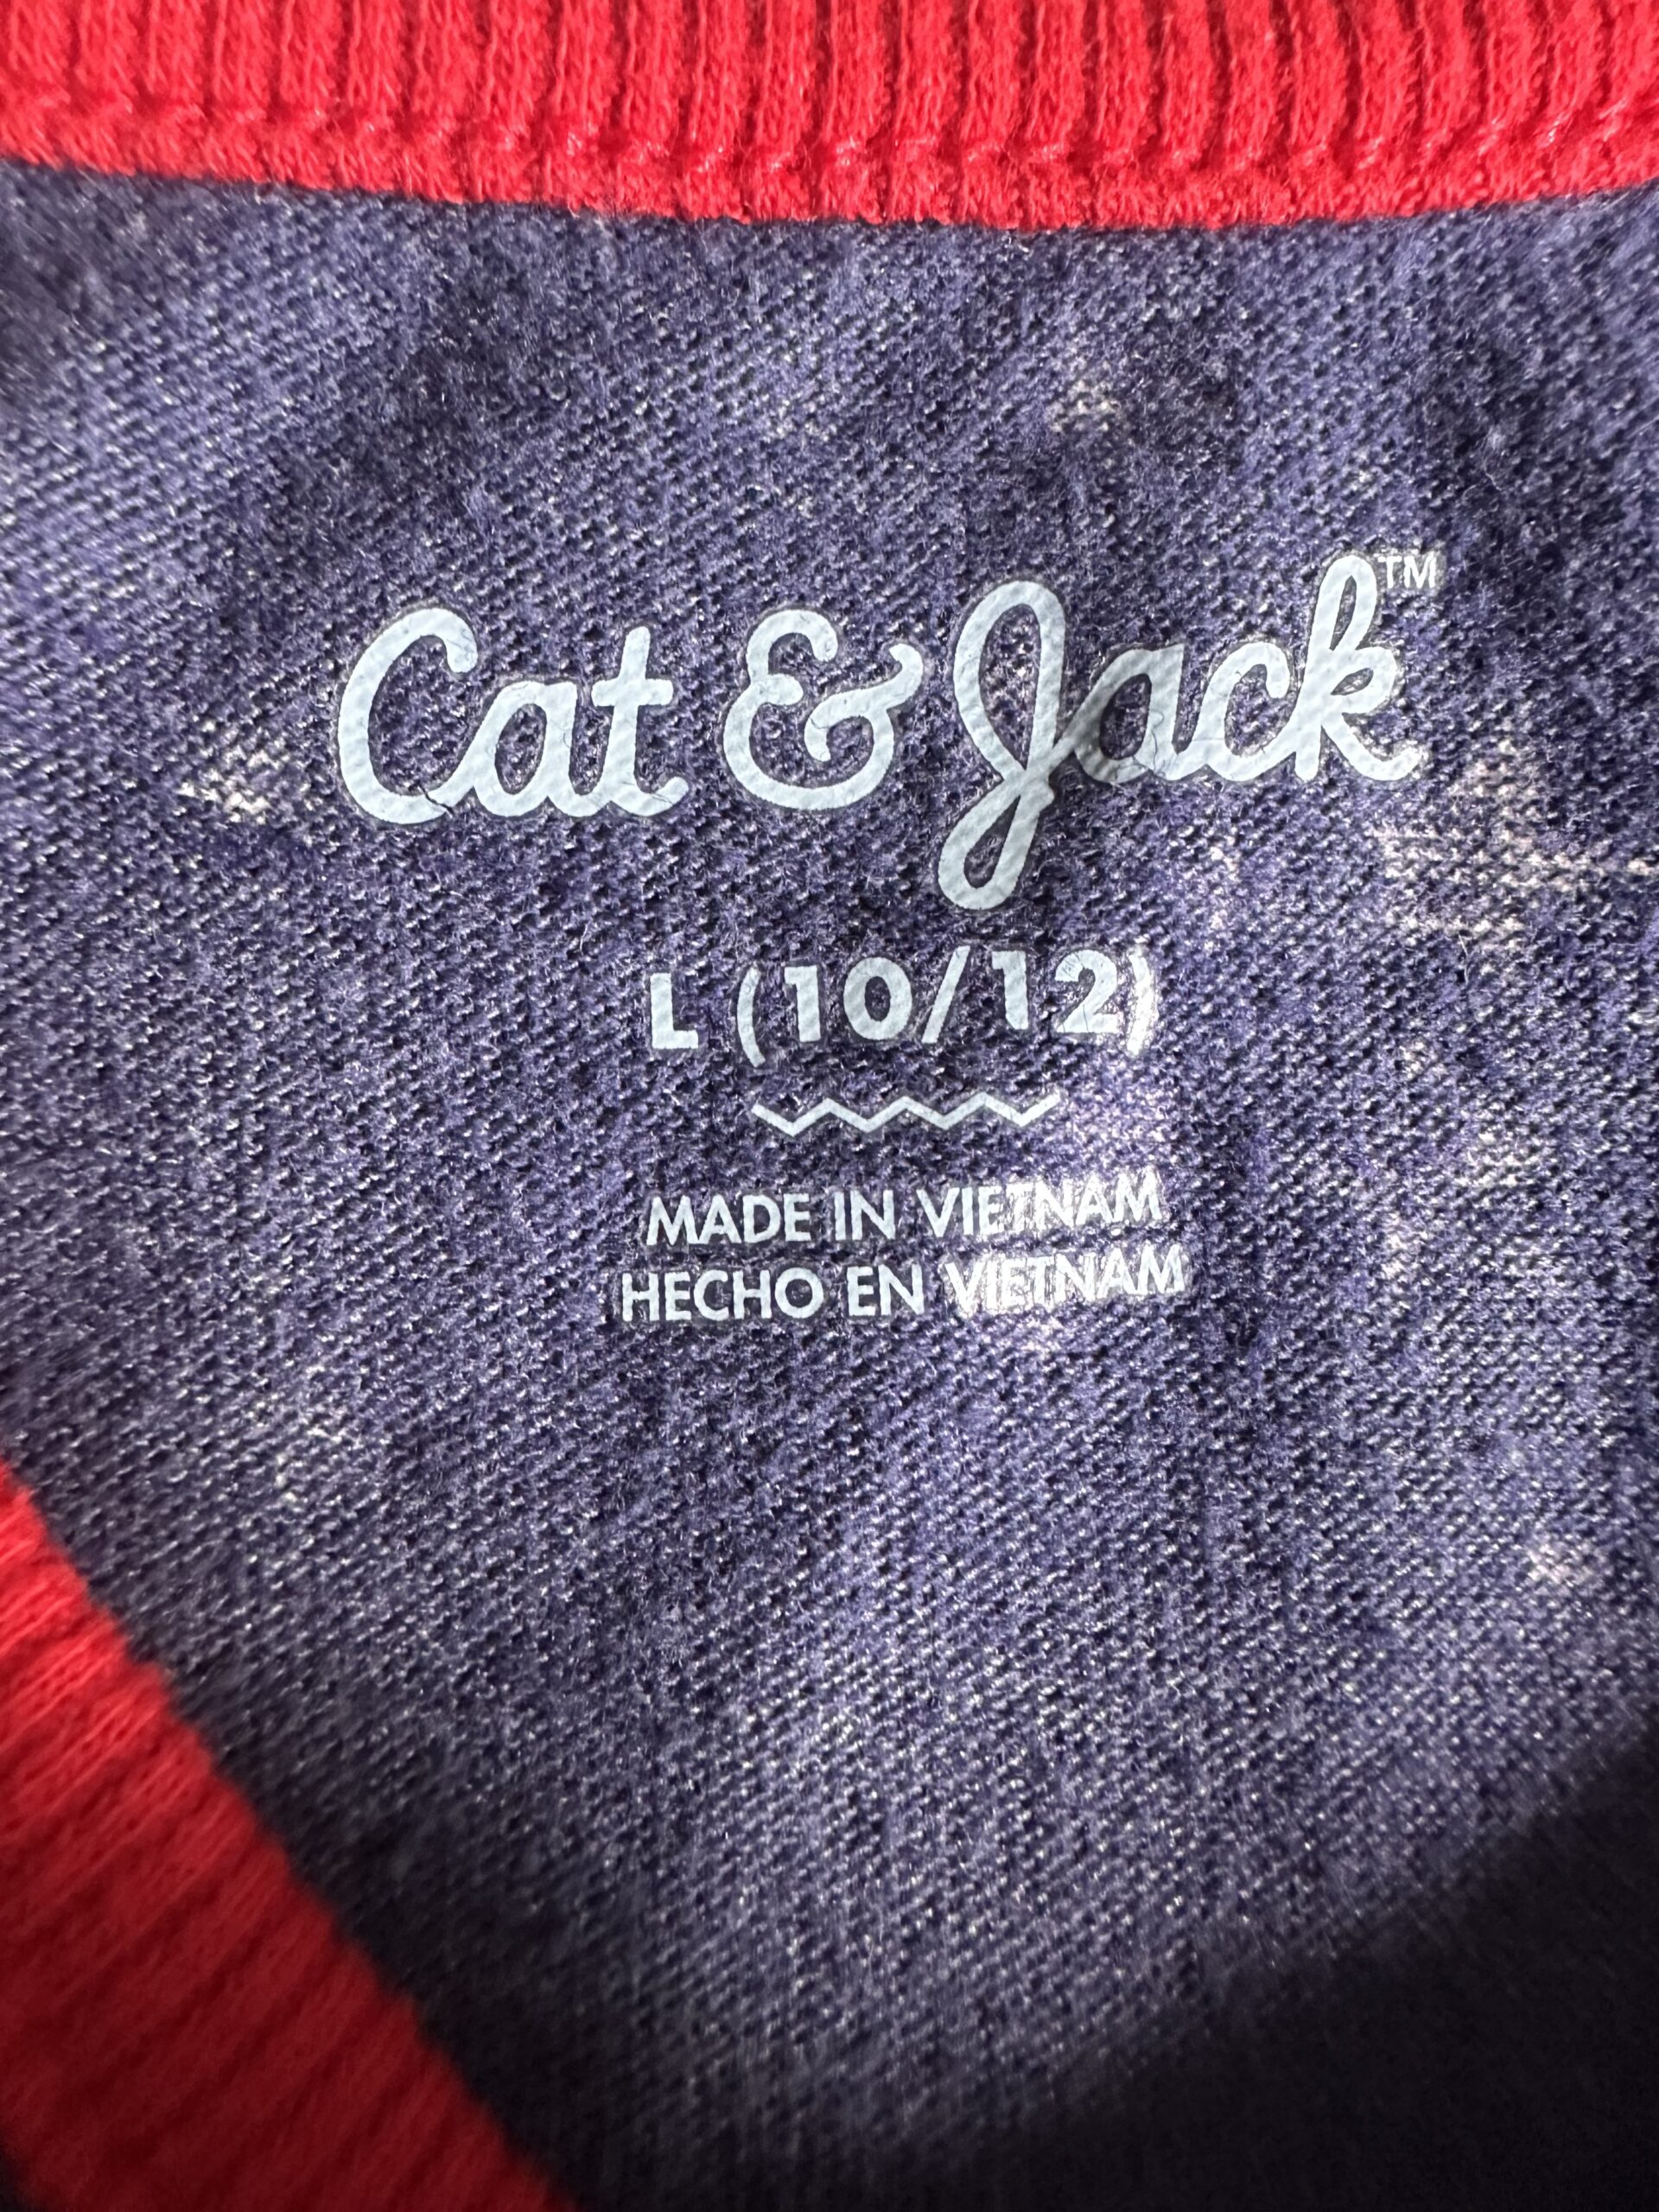 Cat & Jack™
L (10/12)
MADE IN VIETNAM
HECHO EN VIETNAM